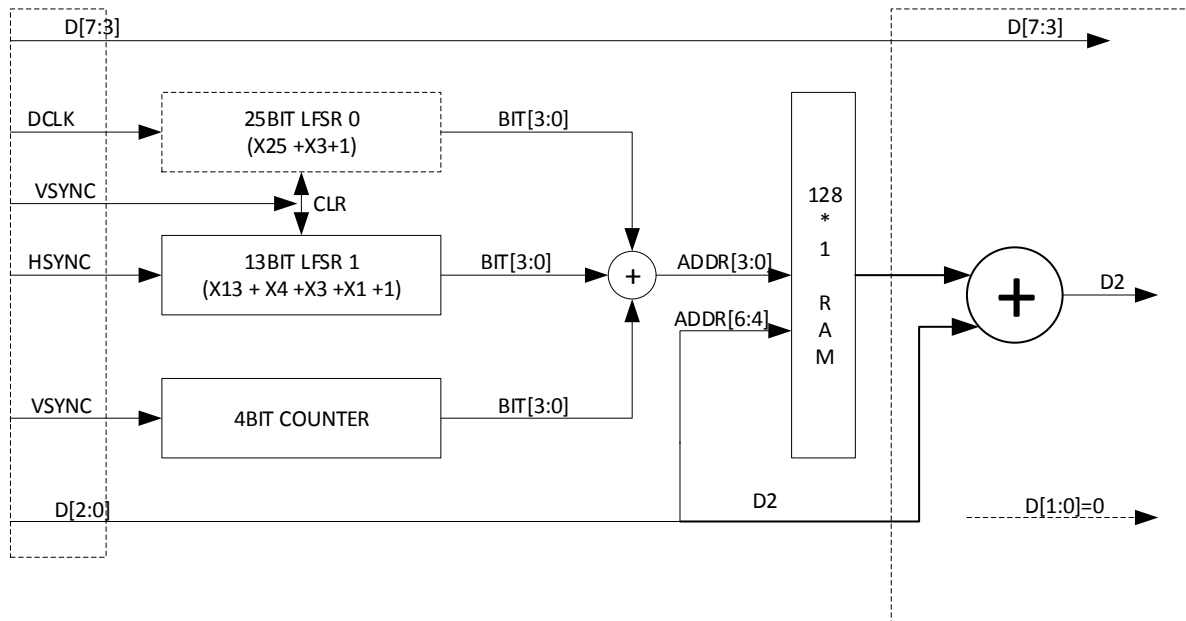 D[7:3]
D[7:3]
DCLK
25BIT LFSR 0
(X25 +X3+1)
BIT[3:0]
VSYNC
CLR
128
*
1
R
A
M
HSYNC
13BIT LFSR 1
(X13 + X4 +X3 +X1 +1)
BIT[3:0]
+
ADDR[3:0]
ADDR[6:4]
+
D2
VSYNC
4BIT COUNTER
BIT[3:0]
D[2:0]
D2
D[1:0]=0